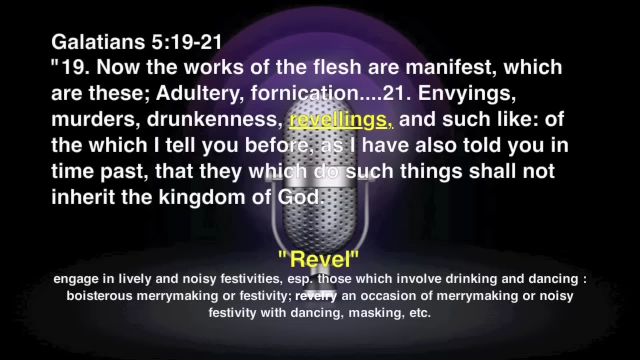 Galatians 5:19-21
"19. Now the works of the flesh are manifest, which
are these; Adultery, fornication....21. Envyings,
murders, drunkenness, revellings, and such like: of
the which I tell you before, as I have also told you in
time past, that they which do such things shall not
inherit the kingdom of God.
"Revel"
engage in lively and noisy festivities, esp. those which involve drinking and dancing :
boisterous merrymaking or festivity; revelry an occasion of merrymaking or noisy
festivity with dancing, masking, etc.